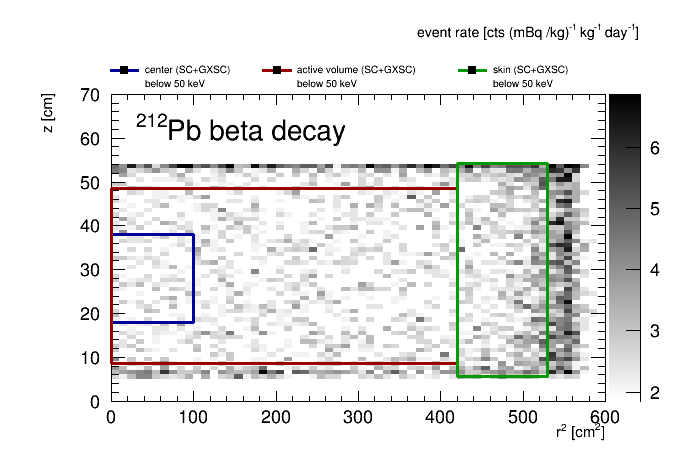 event rate [cts (mBq /kg)⁻¹ kg⁻¹ day⁻¹]
center (SC+GXSC)
below 50 keV
active volume (SC+GXSC)
below 50 keV
skin (SC+GXSC)
below 50 keV
z [cm]
²¹²Pb beta decay
70
60
50
40
30
20
10
0
0 100 200 300 400 500 600
r² [cm²]
6
5
4
3
2